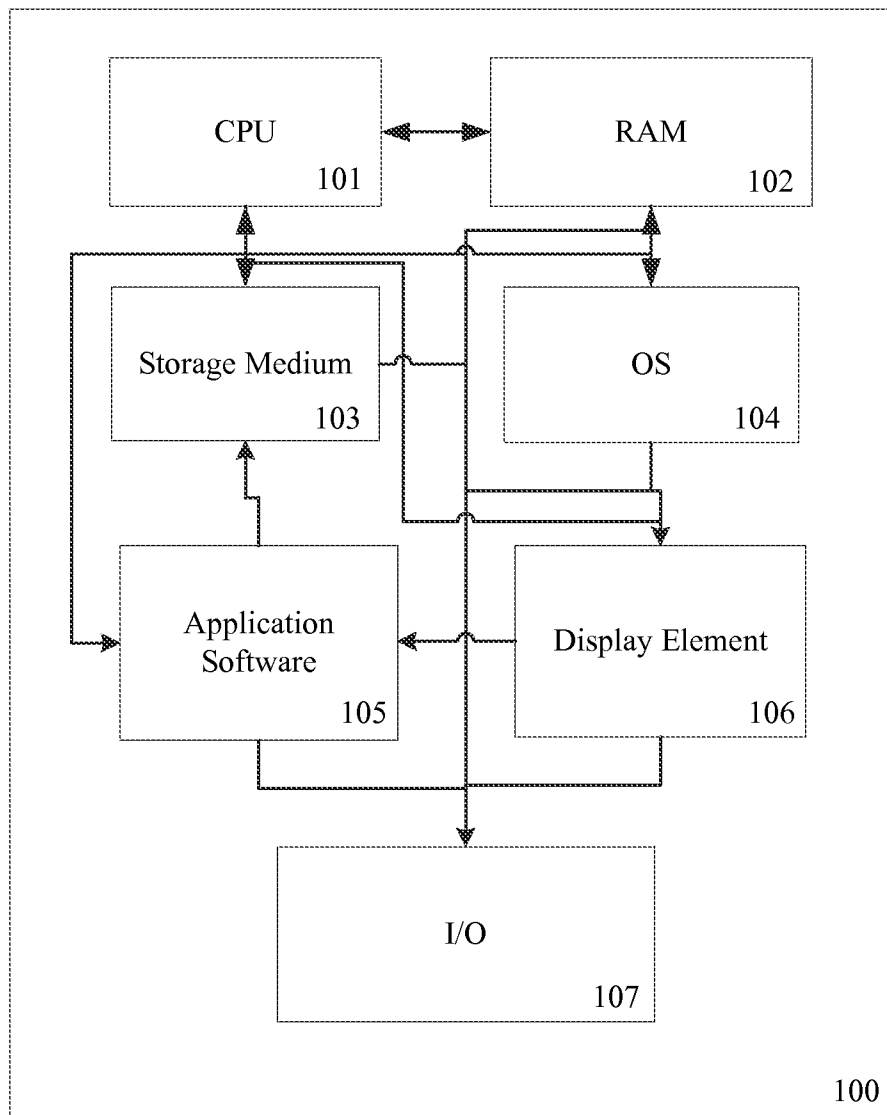 CPU
101
RAM
102
Storage Medium
103
OS
104
Application
Software
105
Display Element
106
I/O
107
100